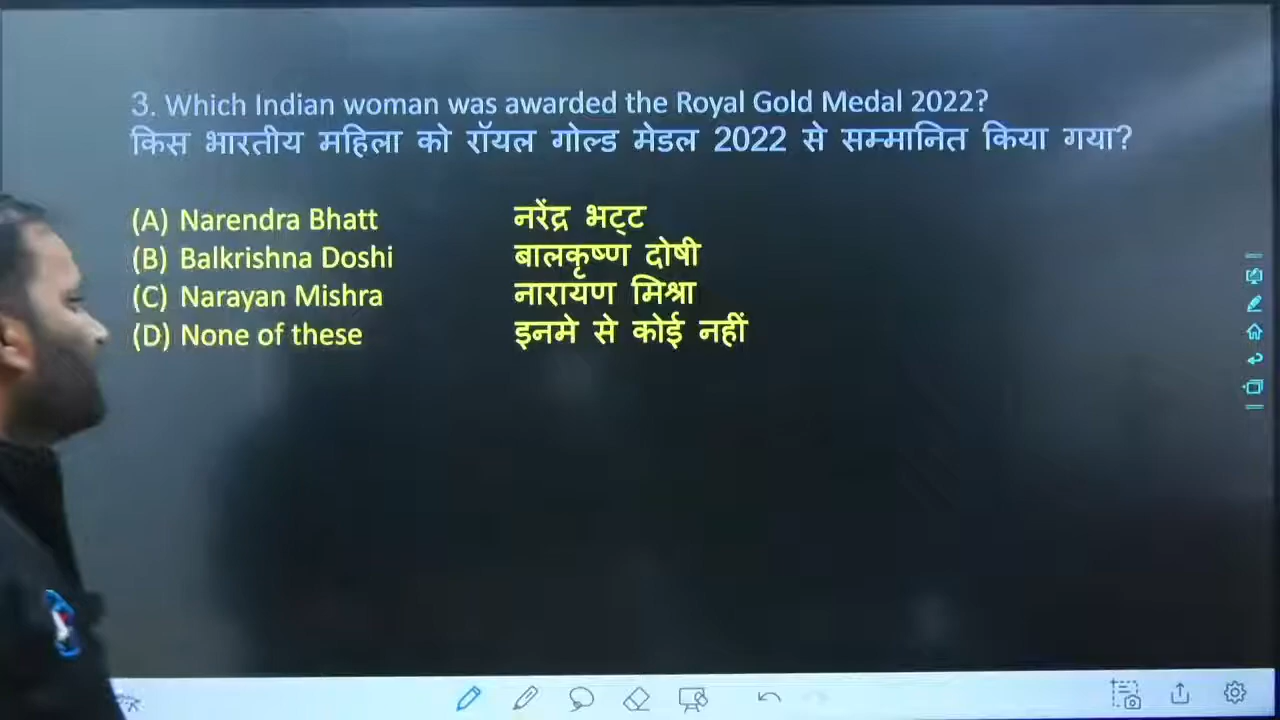 3. Which Indian woman was awarded the Royal Gold Medal 2022?
किस भारतीय महिला को रॉयल गोल्ड मेडल 2022 से सम्मानित किया गया?
(A) Narendra Bhatt नरेंद्र भट्ट
(B) Balkrishna Doshi बालकृष्ण दोषी
(C) Narayan Mishra नारायण मिश्रा
(D) None of these इनमे से कोई नहीं